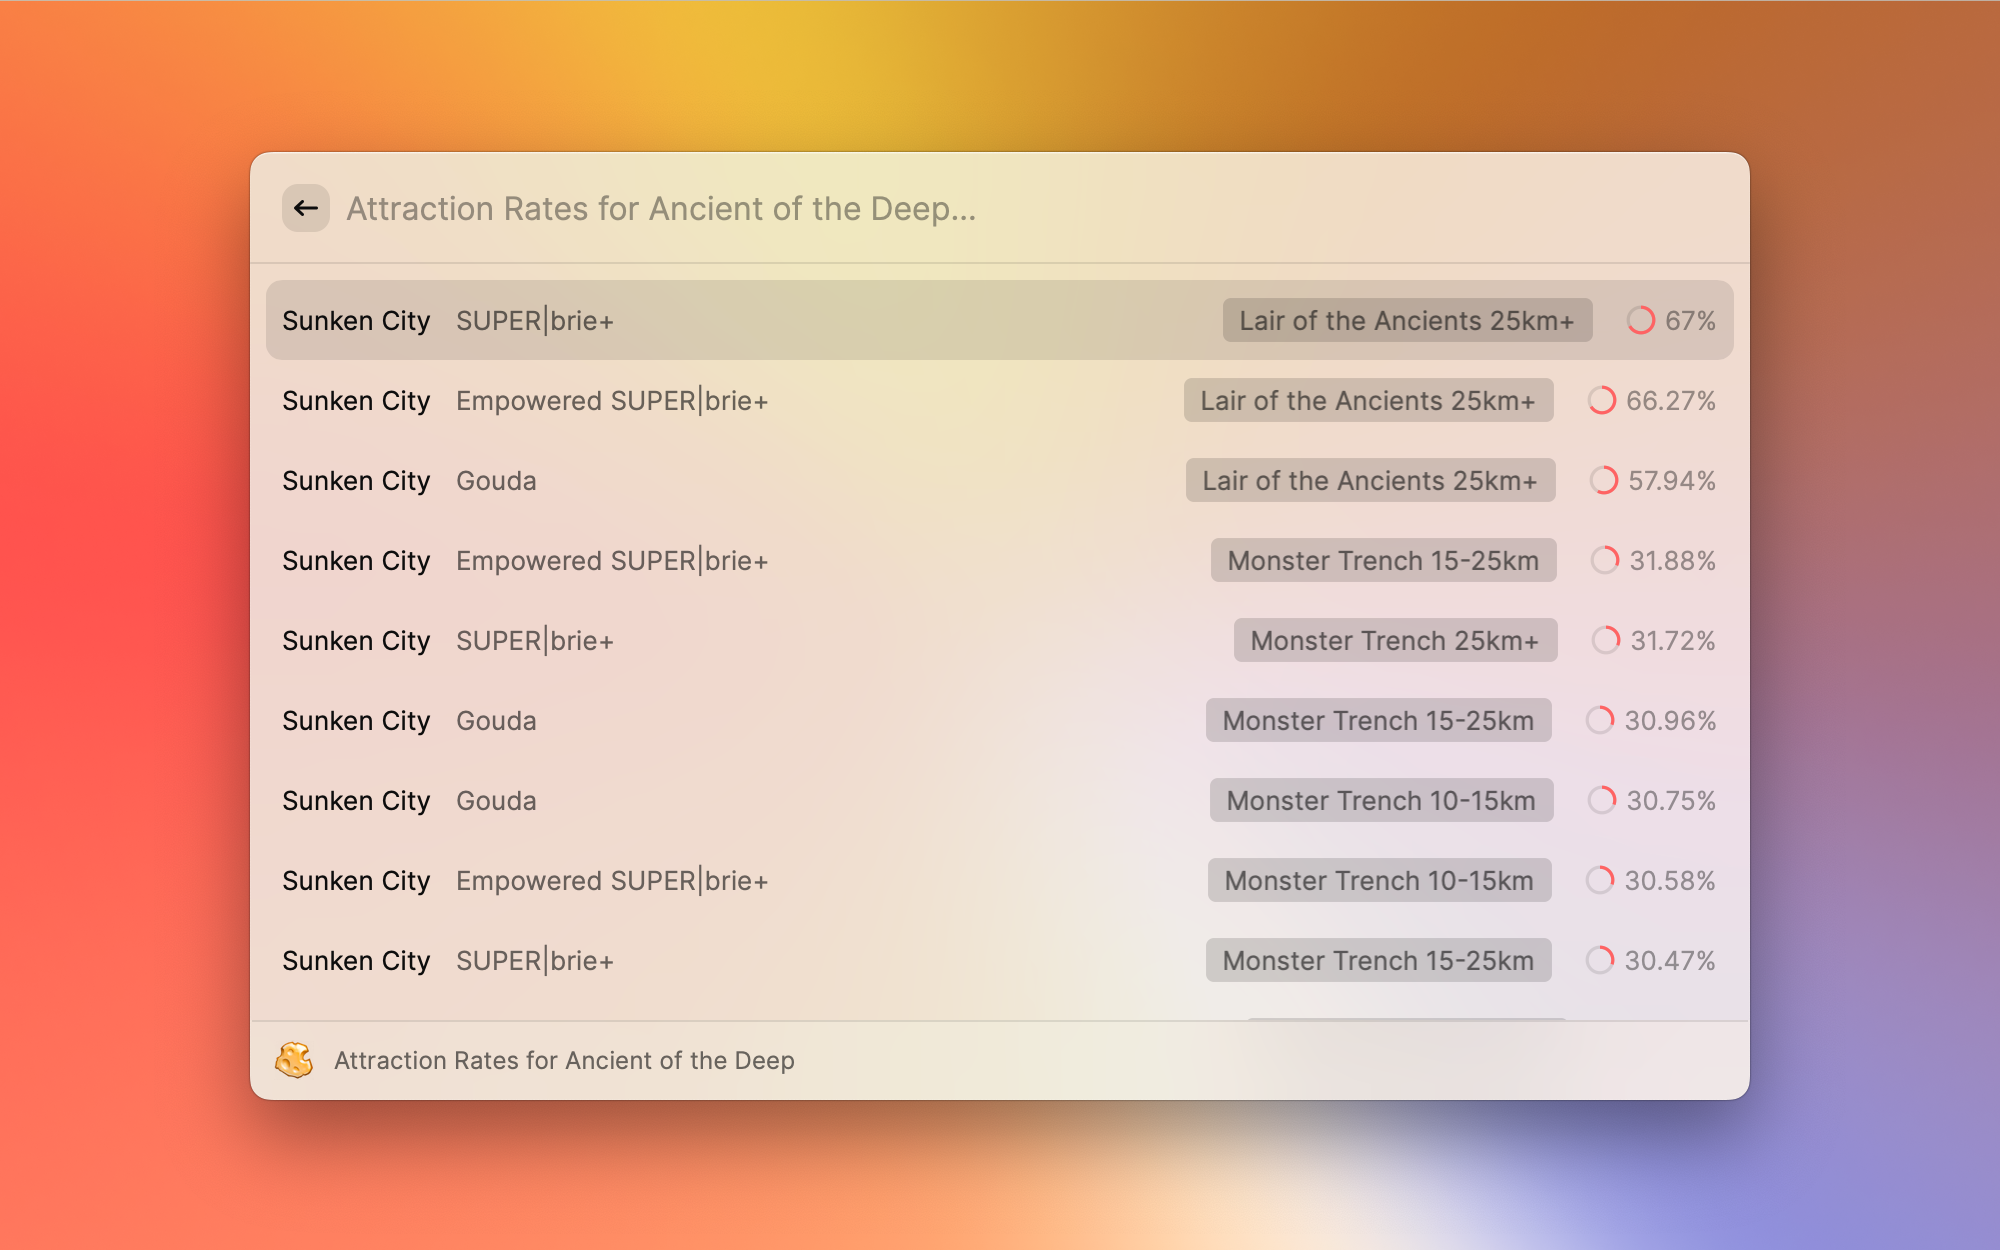 Attraction Rates for Ancient of the Deep...
Sunken City SUPER|brie+ Lair of the Ancients 25km+ 67%
Sunken City Empowered SUPER|brie+ Lair of the Ancients 25km+ 66.27%
Sunken City Gouda Lair of the Ancients 25km+ 57.94%
Sunken City Empowered SUPER|brie+ Monster Trench 15-25km 31.88%
Sunken City SUPER|brie+ Monster Trench 25km+ 31.72%
Sunken City Gouda Monster Trench 15-25km 30.96%
Sunken City Gouda Monster Trench 10-15km 30.75%
Sunken City Empowered SUPER|brie+ Monster Trench 10-15km 30.58%
Sunken City SUPER|brie+ Monster Trench 15-25km 30.47%
Attraction Rates for Ancient of the Deep